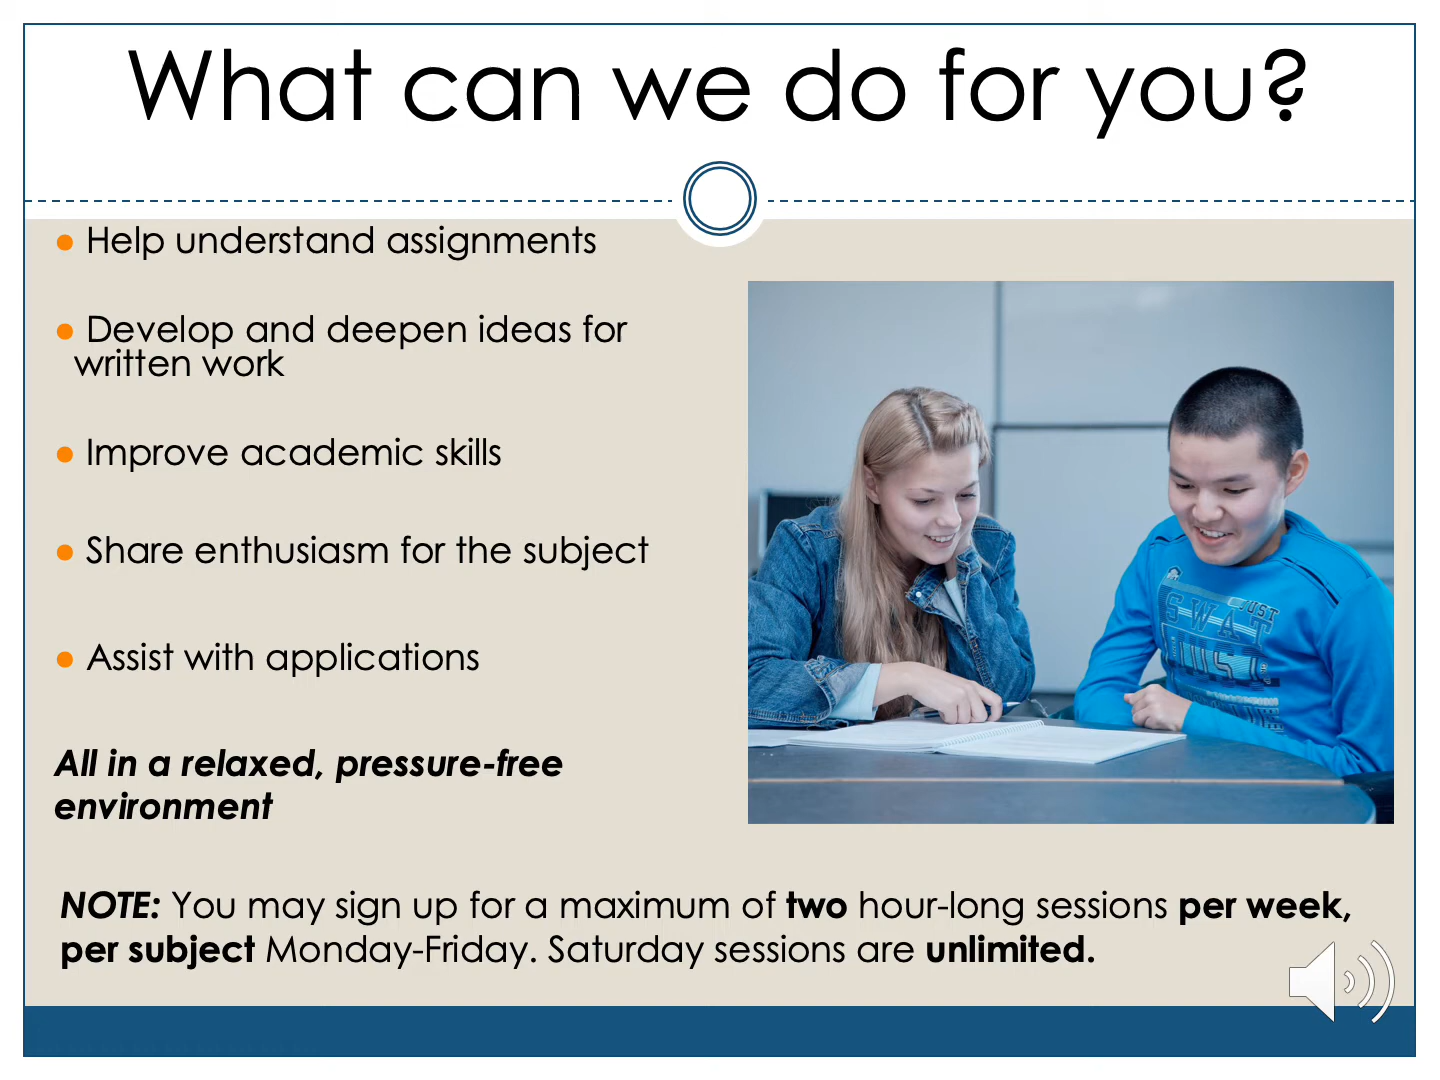 What can we do for you?
● Help understand assignments
● Develop and deepen ideas for
written work
● Improve academic skills
● Share enthusiasm for the subject
● Assist with applications
All in a relaxed, pressure-free
environment
JUST
SWAT
NOTE: You may sign up for a maximum of two hour-long sessions per week,
per subject Monday-Friday. Saturday sessions are unlimited.